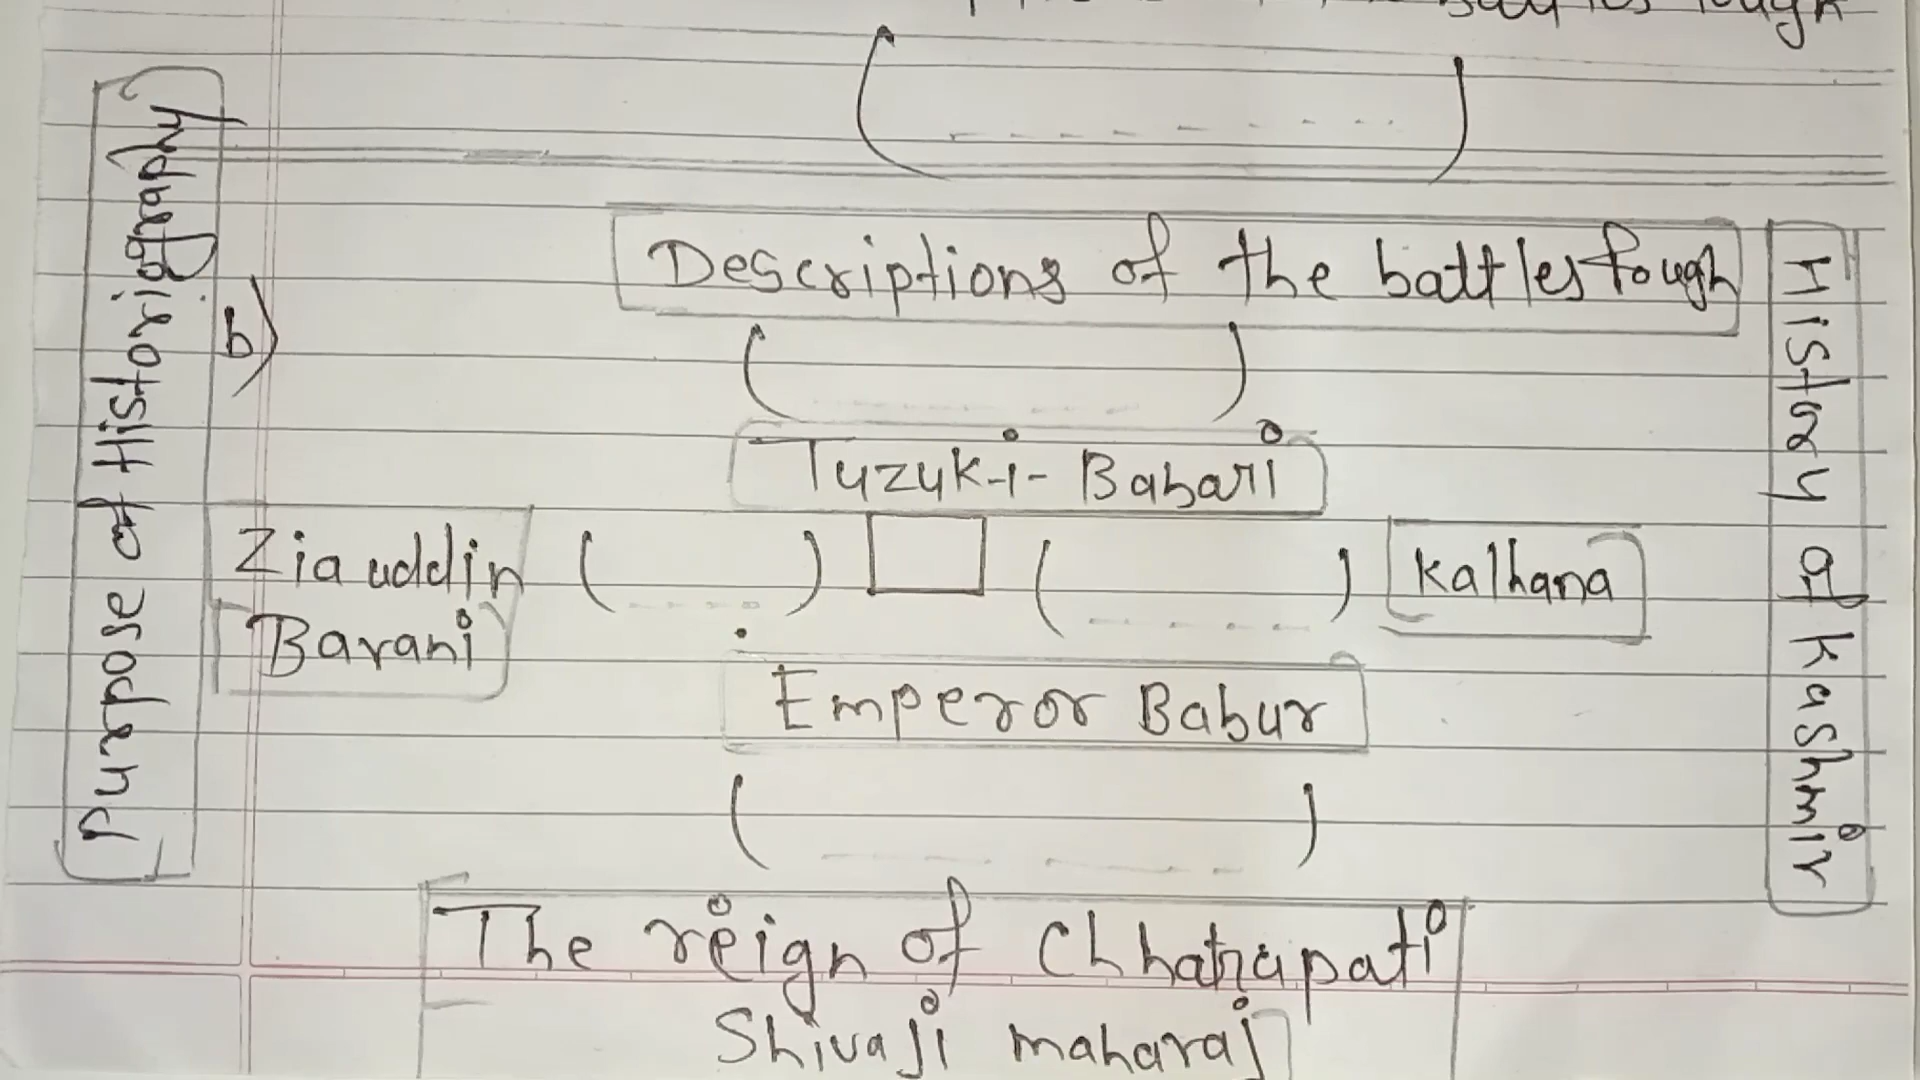 Purpose of Historiography
b)
Descriptions of the battles fough
Tuzuk-i- Babari
Ziauddin
Barani
Kalhana
Emperor Babur
The reign of Chhatrapati
Shivaji maharaj
History of Kashmir